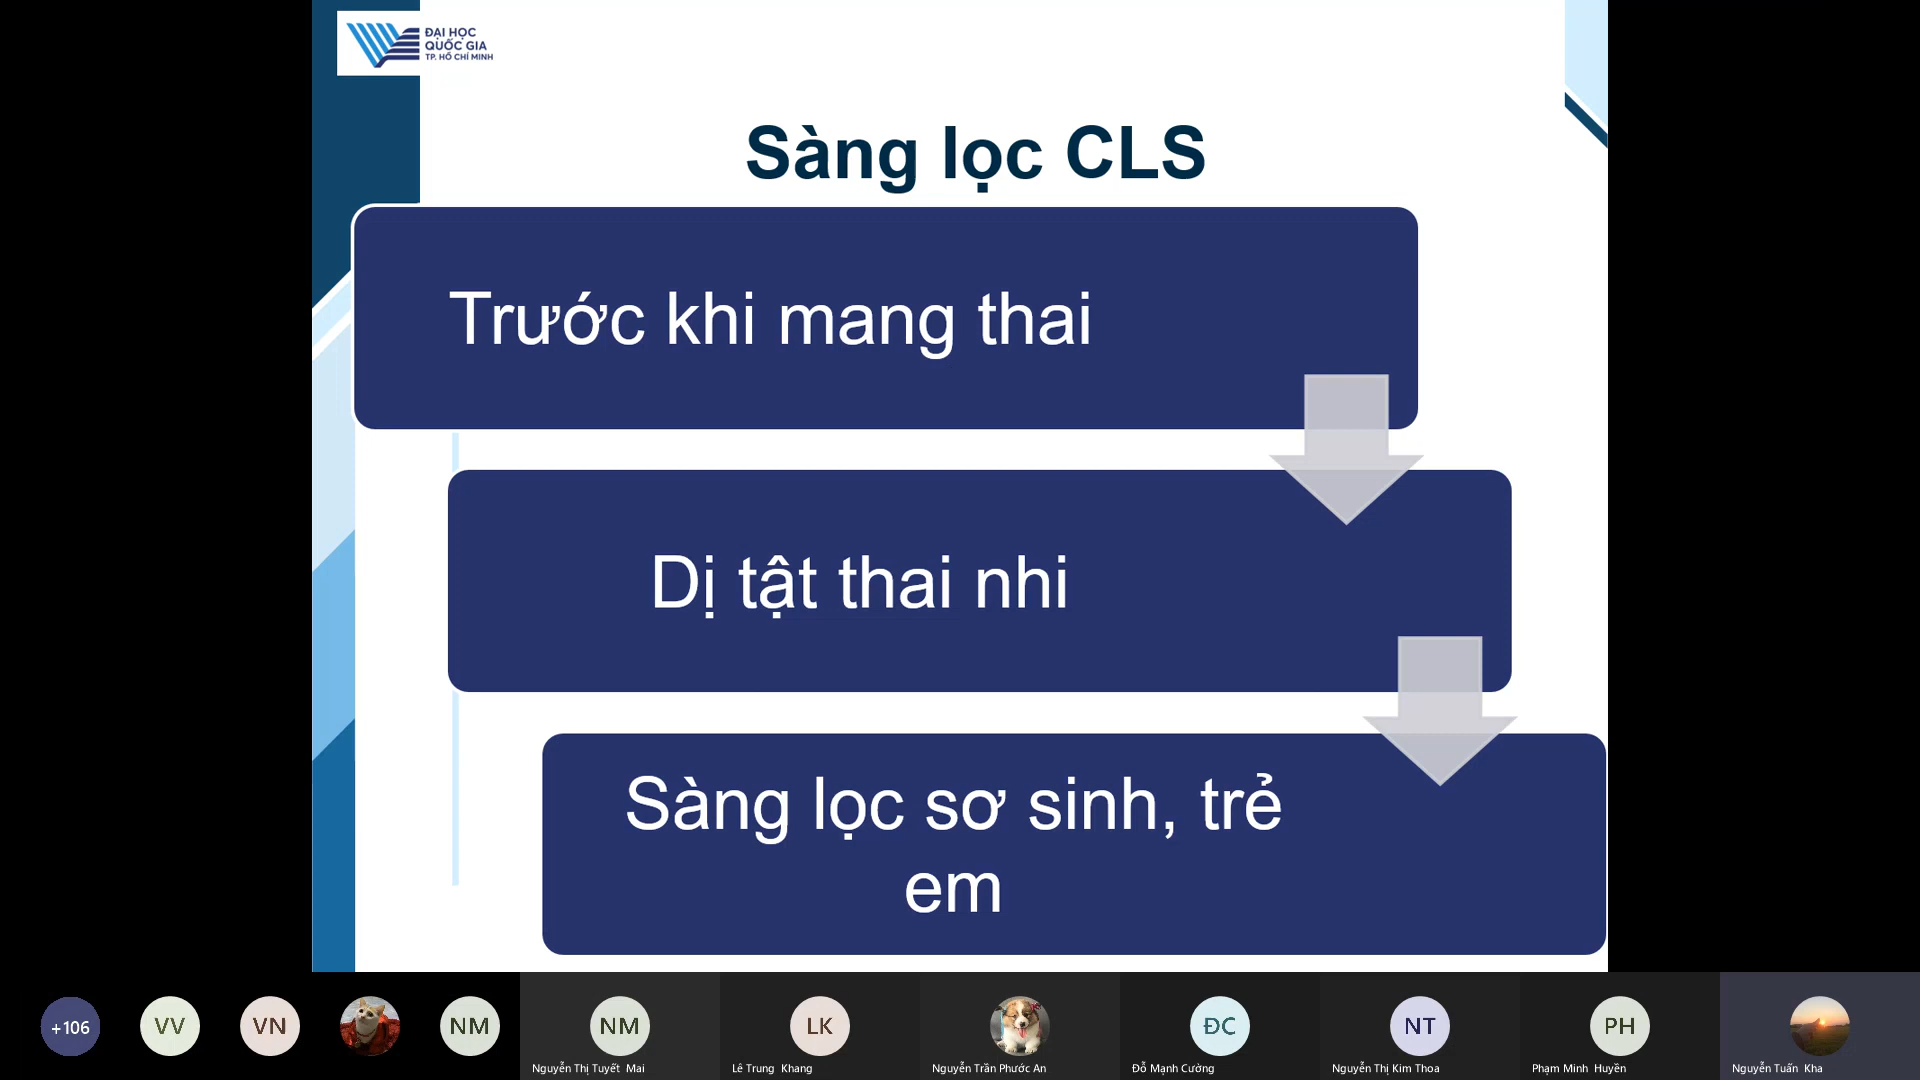 ĐẠI HỌC
QUỐC GIA
TP. HỒ CHÍ MINH
Sàng lọc CLS
Trước khi mang thai
Dị tật thai nhi
Sàng lọc sơ sinh, trẻ
em
+106
VV
VN
NM
NM
LK
ĐC
NT
PH
Nguyễn Thị Tuyết Mai
Lê Trung Khang
Nguyễn Trần Phước An
Đỗ Mạnh Cường
Nguyễn Thị Kim Thoa
Phạm Minh Huyền
Nguyễn Tuấn Kha